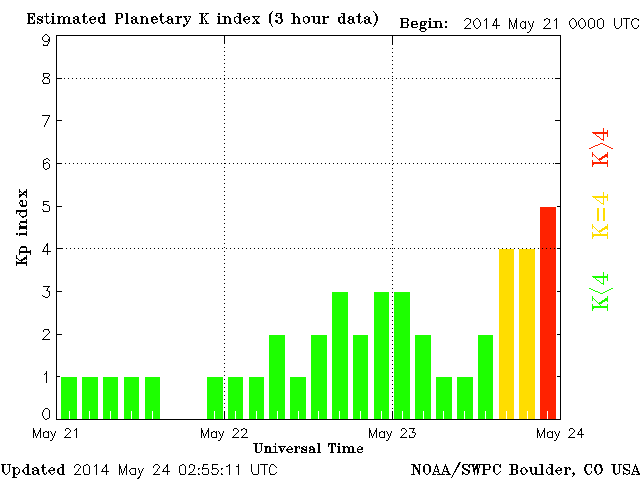 Estimated Planetary K index (3 hour data)
Begin: 2014 May 21 0000 UTC
9
8
7
6
5
4
3
2
1
0
Kp index
May 21
May 22
May 23
May 24
Universal Time
K>4
K=4
K<4
Updated 2014 May 24 02:55:11 UTC
NOAA/SWPC Boulder, CO USA